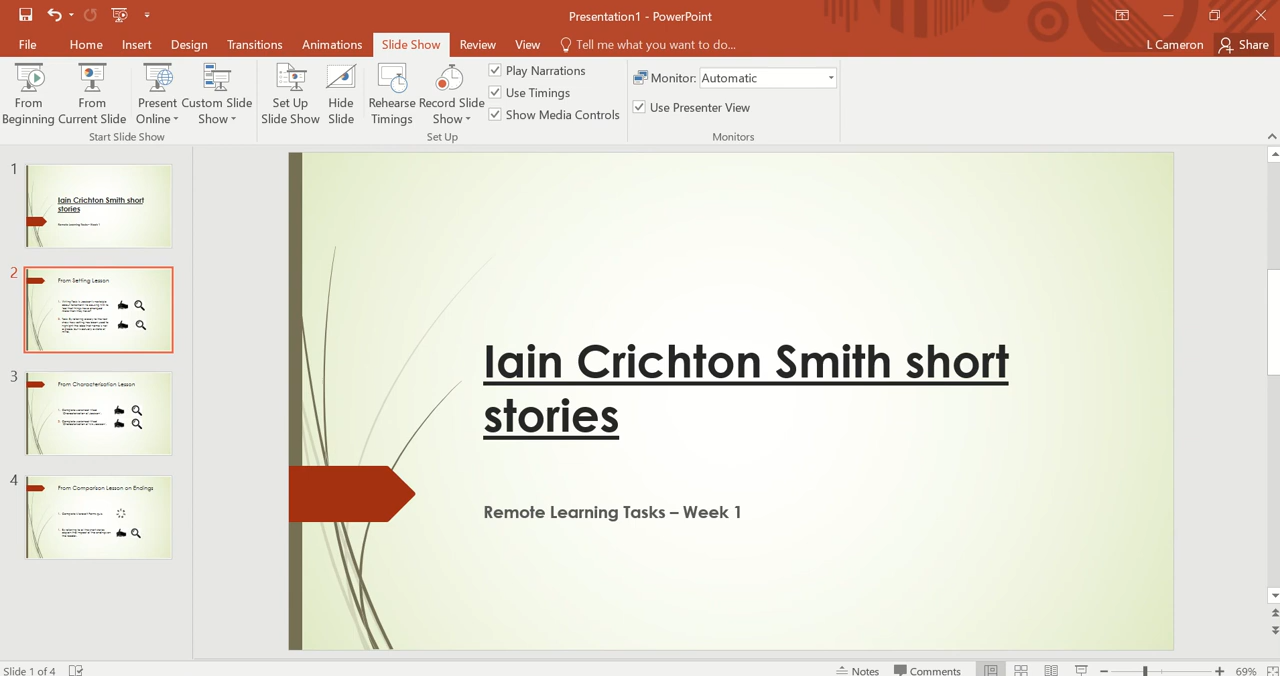 Presentation1 - PowerPoint
File Home Insert Design Transitions Animations Slide Show Review View Tell me what you want to do... L Cameron Share
From Beginning
From Current Slide
Present Online
Custom Slide Show
Start Slide Show
Set Up Slide Show
Hide Slide
Rehearse Timings
Record Slide Show
Play Narrations
Use Timings
Show Media Controls
Set Up
Monitor: Automatic
Use Presenter View
Monitors
1
Iain Crichton Smith short
stories
Remote Learning Tasks – Week 1
2
From Setting Lesson
3
From Characterisation Lesson
4
From Comparison Lesson on Endings
Iain Crichton Smith short
stories
Remote Learning Tasks – Week 1
Slide 1 of 4
Notes Comments 69%